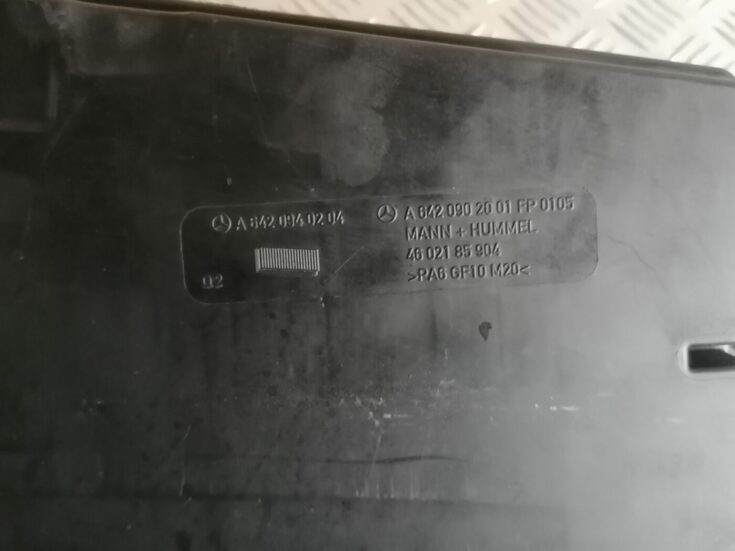 A 642 094 02 04
A 642 090 20 01 FP 0105
MANN + HUMMEL
46 021 85 904
>PA6 GF10 M20<